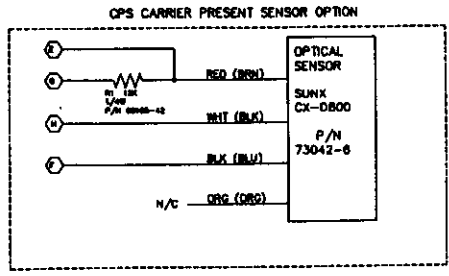 CPS CARRIER PRESENT SENSOR OPTION
E
G
RED (BRN)
R1 12K
1/4W
H
WHT (BLK)
F
BLK (BLU)
N/C
ORG (ORG)
OPTICAL
SENSOR
SUNX
CX-D800
P/N
73042-6